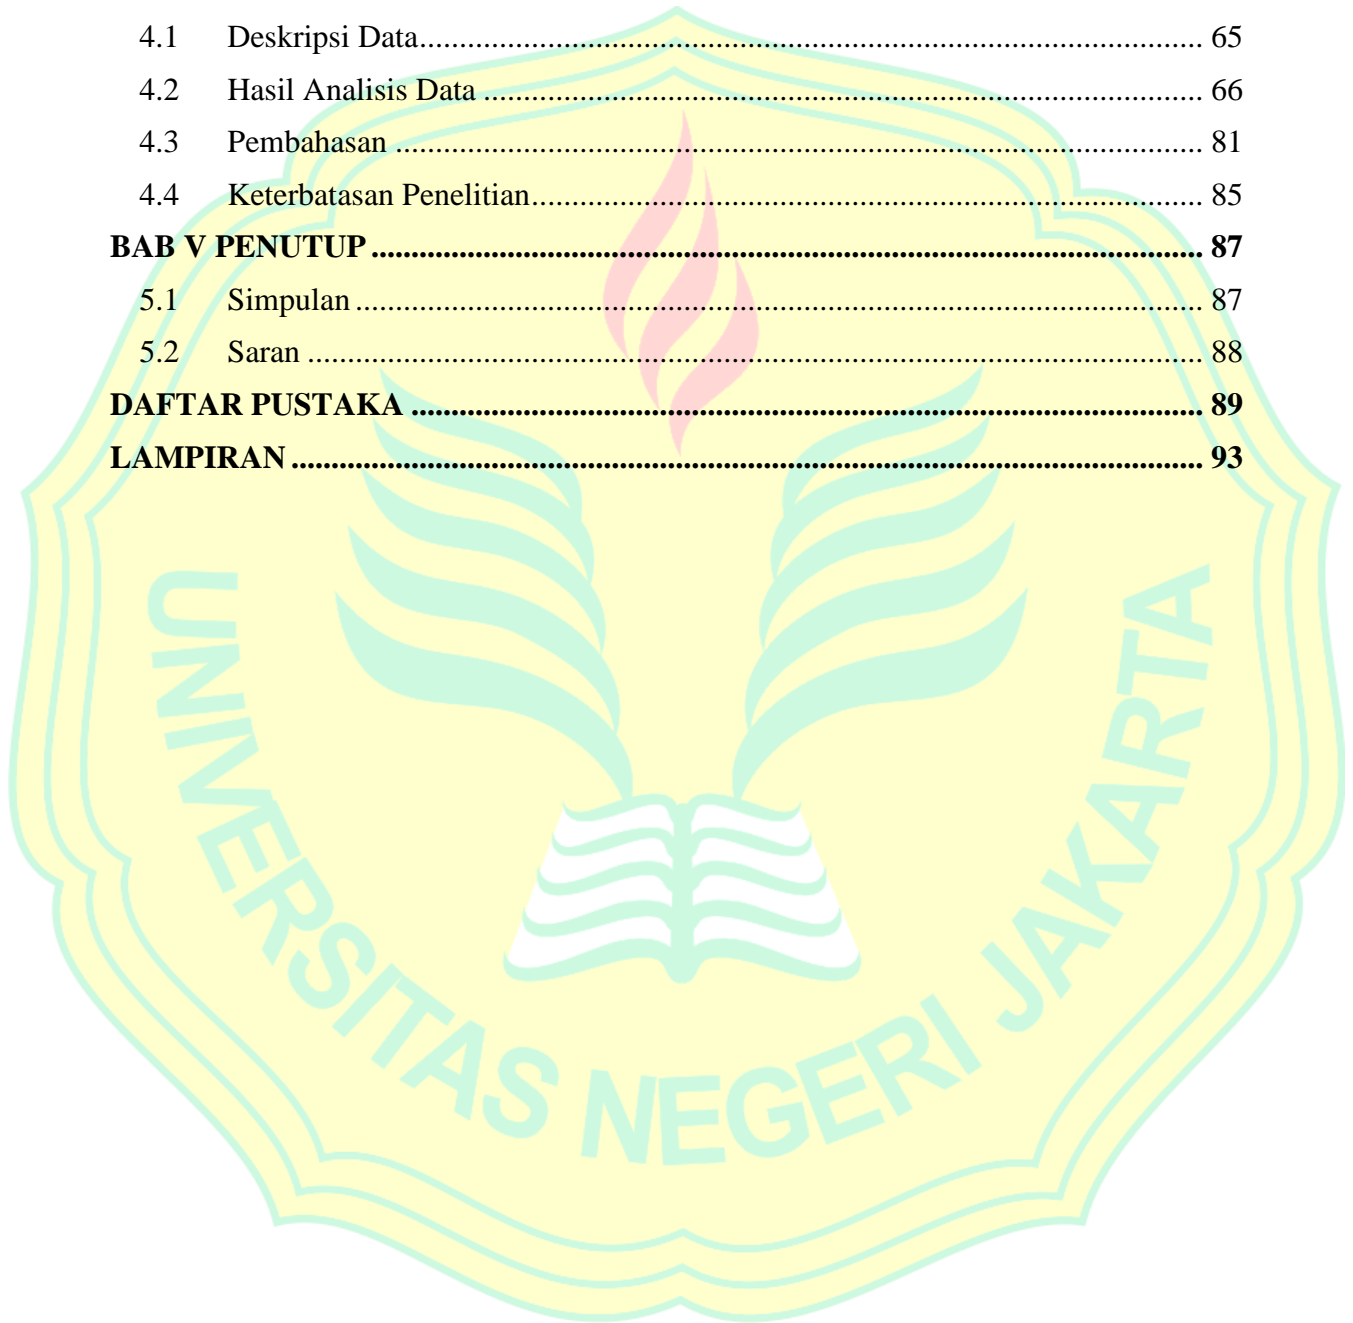 4.1 Deskripsi Data........................................................................................................ 65
4.2 Hasil Analisis Data ................................................................................................ 66
4.3 Pembahasan ........................................................................................................... 81
4.4 Keterbatasan Penelitian.......................................................................................... 85
BAB V PENUTUP ............................................................................................................ 87
5.1 Simpulan ................................................................................................................ 87
5.2 Saran ...................................................................................................................... 88
DAFTAR PUSTAKA ....................................................................................................... 89
LAMPIRAN ...................................................................................................................... 93
UNIVERSITAS NEGERI JAKARTA